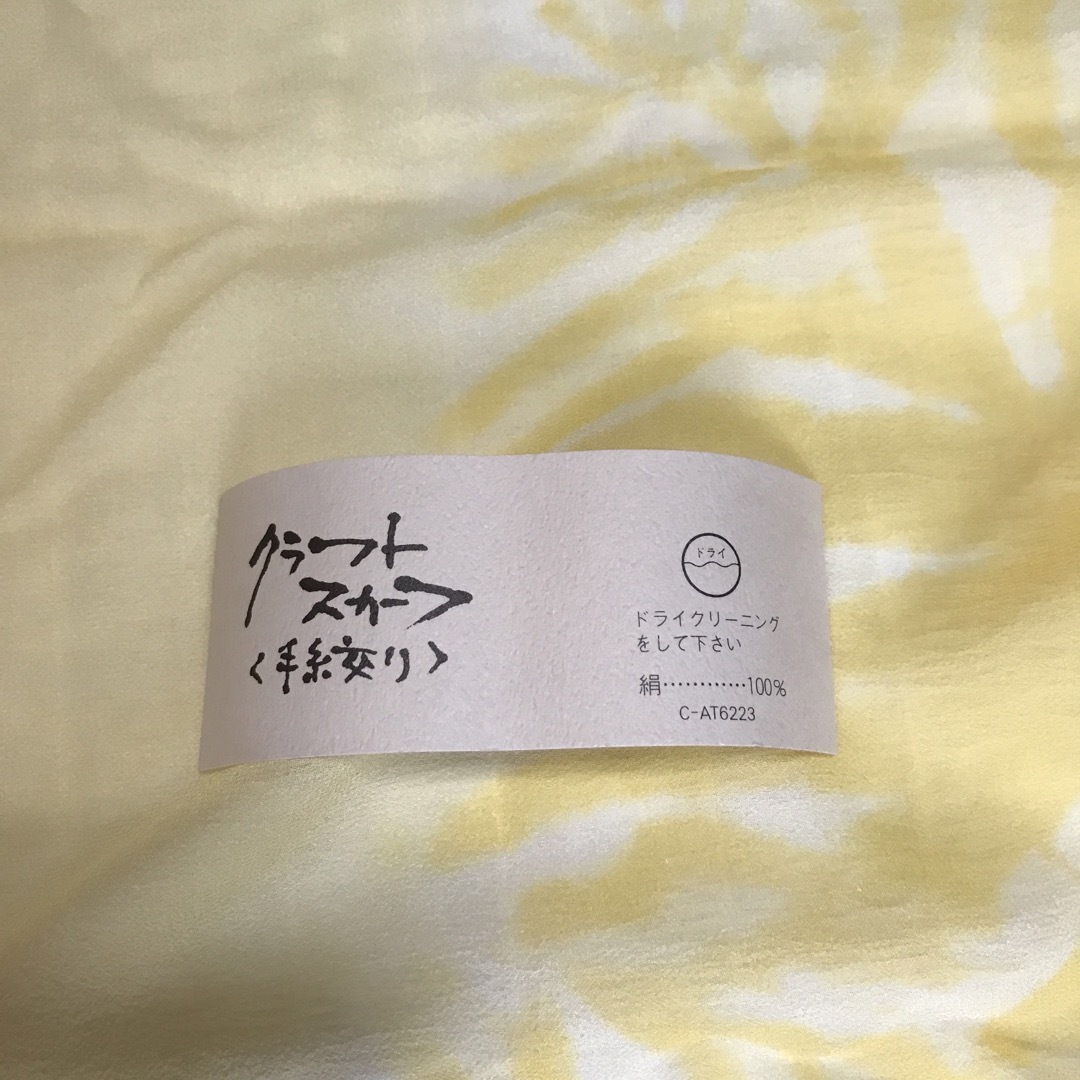 クラフト
スカーフ
〈手絞り〉
ドライ
ドライクリーニング
をして下さい
絹…………100%
C-AT6223